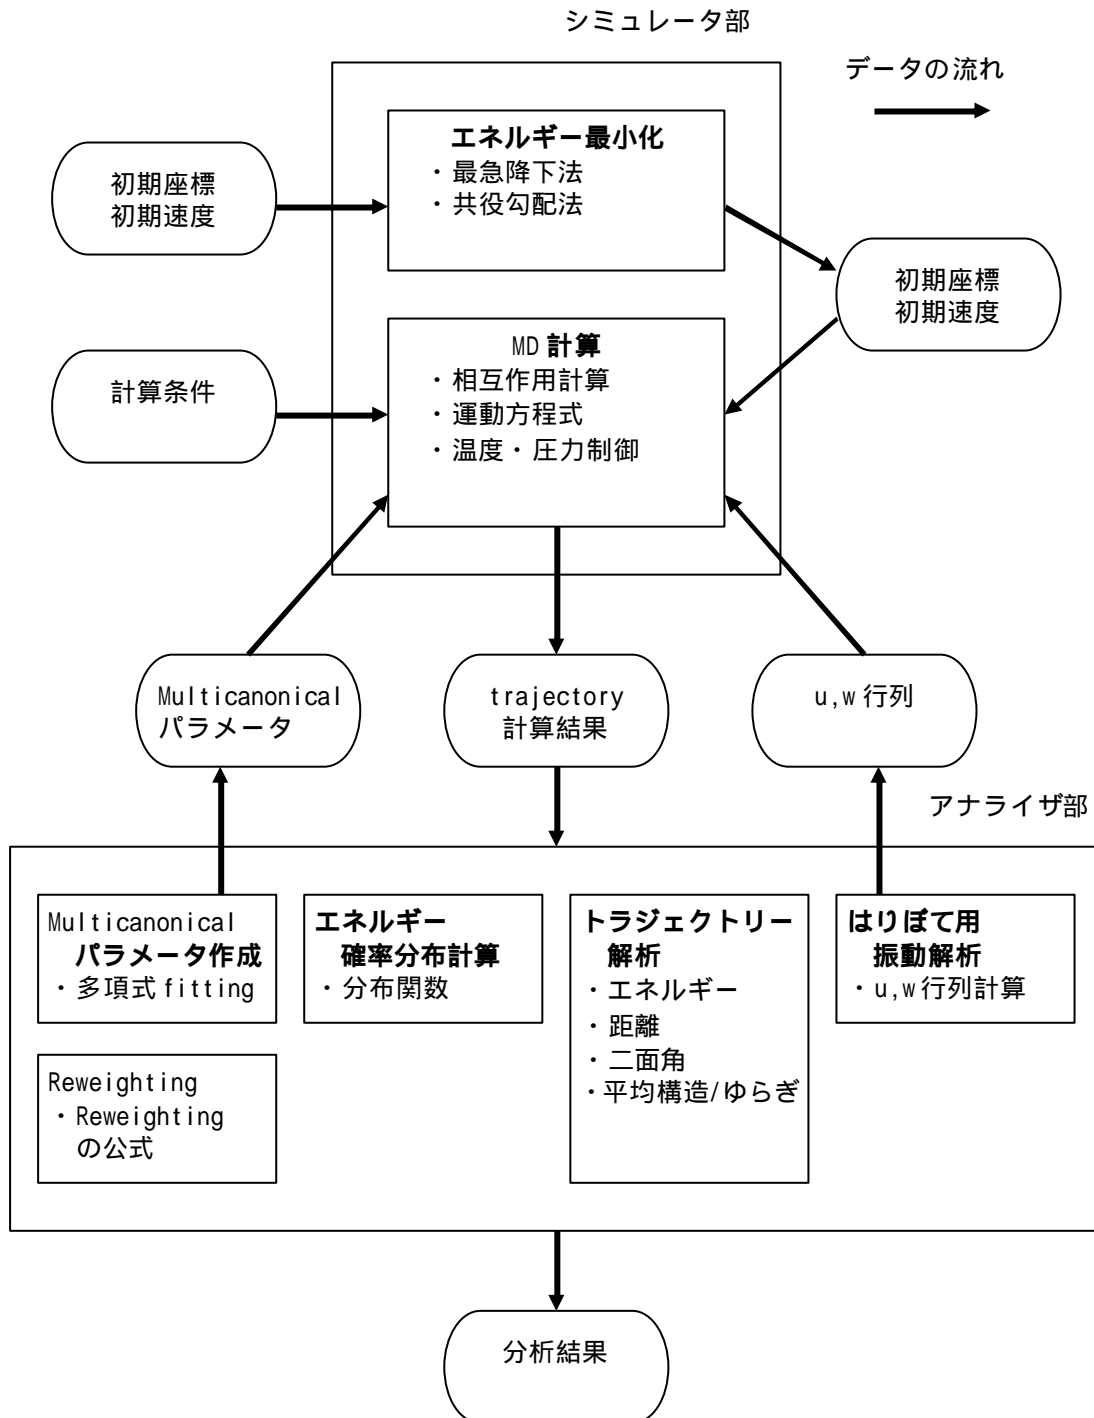 シミュレータ部
データの流れ
エネルギー最小化
・最急降下法
・共役勾配法
初期座標
初期速度
初期座標
初期速度
MD 計算
・相互作用計算
・運動方程式
・温度・圧力制御
計算条件
Multicanonical
パラメータ
trajectory
計算結果
u,w 行列
アナライザ部
Multicanonical
パラメータ作成
・多項式 fitting
エネルギー
確率分布計算
・分布関数
トラジェクトリー
解析
・エネルギー
・距離
・二面角
・平均構造/ゆらぎ
はりぼて用
振動解析
・u,w 行列計算
Reweighting
・Reweighting
の公式
分析結果